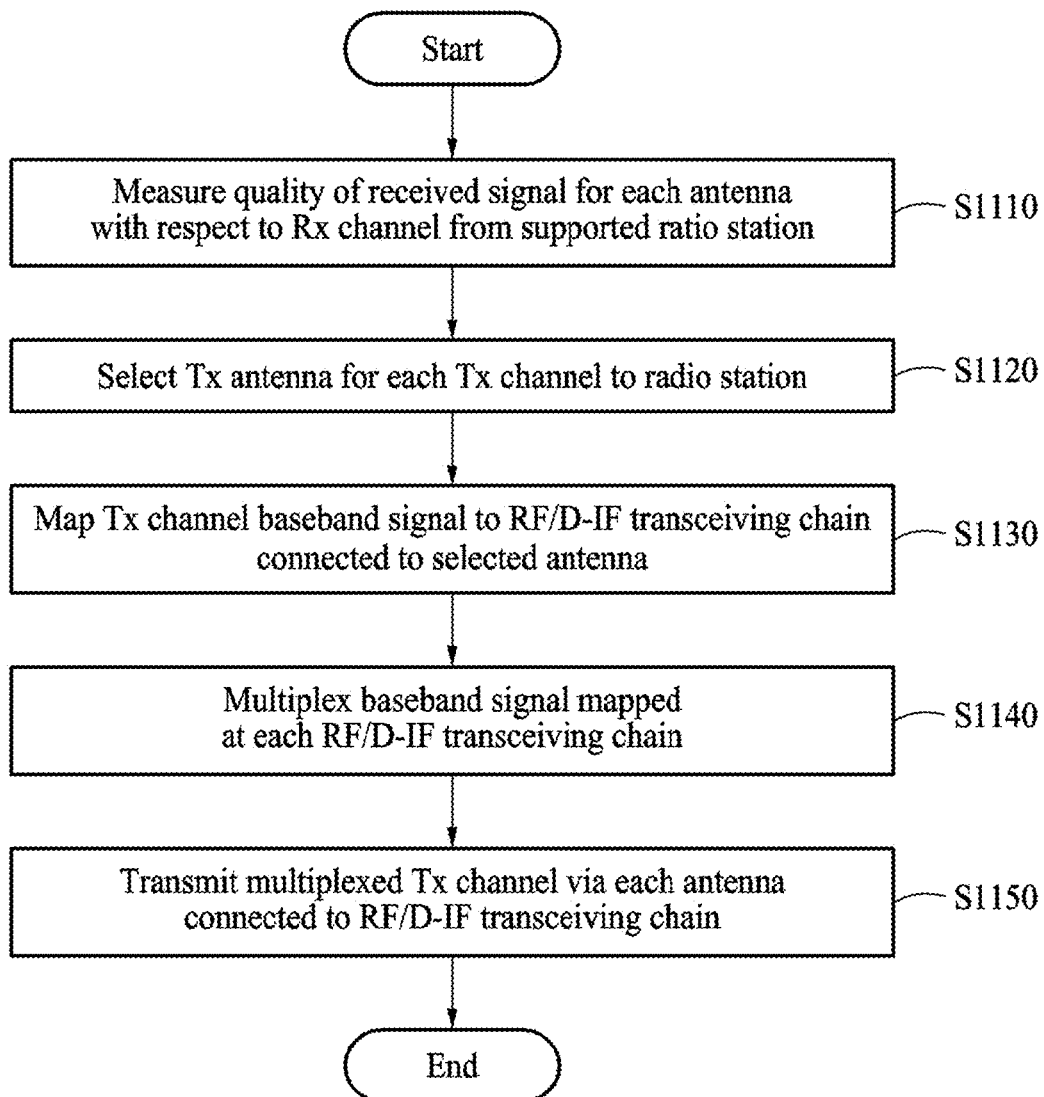 Start
Measure quality of received signal for each antenna
with respect to Rx channel from supported ratio station
S1110
Select Tx antenna for each Tx channel to radio station
S1120
Map Tx channel baseband signal to RF/D-IF transceiving chain
connected to selected antenna
S1130
Multiplex baseband signal mapped
at each RF/D-IF transceiving chain
S1140
Transmit multiplexed Tx channel via each antenna
connected to RF/D-IF transceiving chain
S1150
End